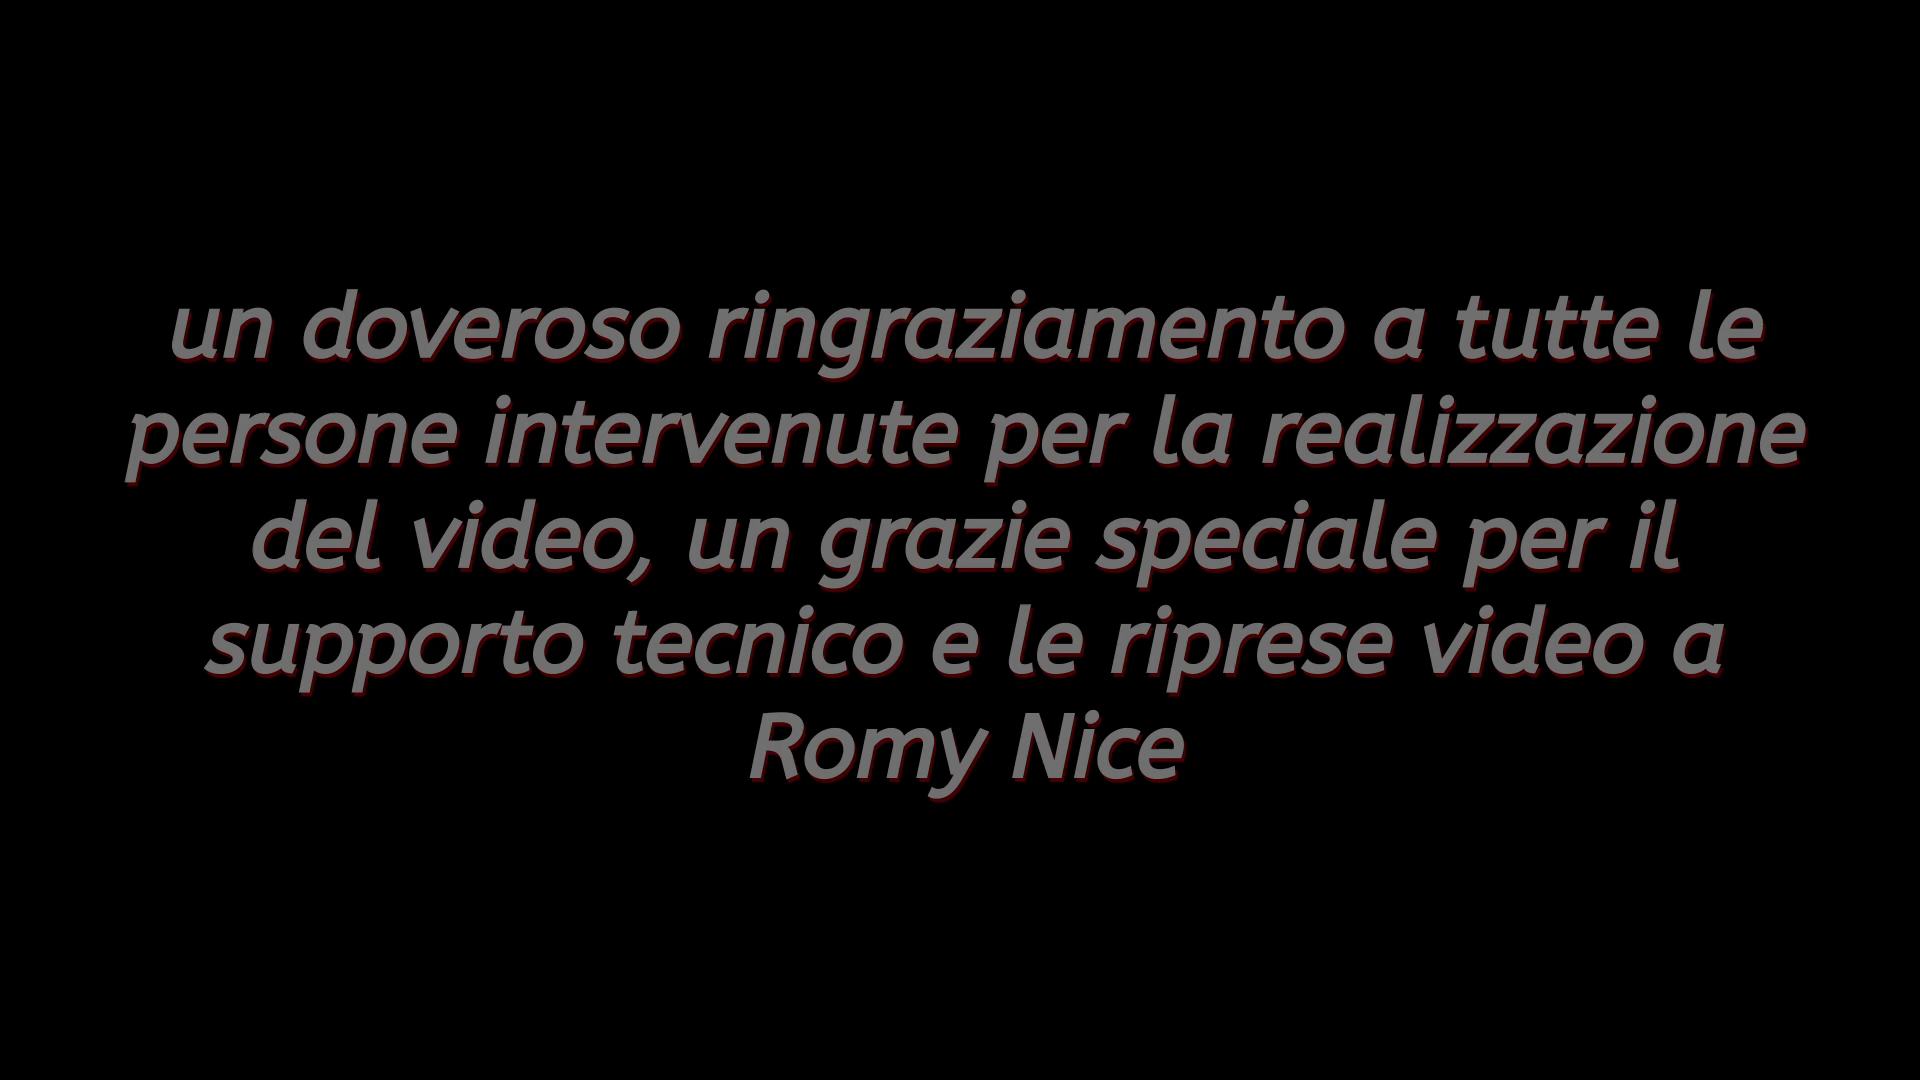 un doveroso ringraziamento a tutte le
persone intervenute per la realizzazione
del video, un grazie speciale per il
supporto tecnico e le riprese video a
Romy Nice